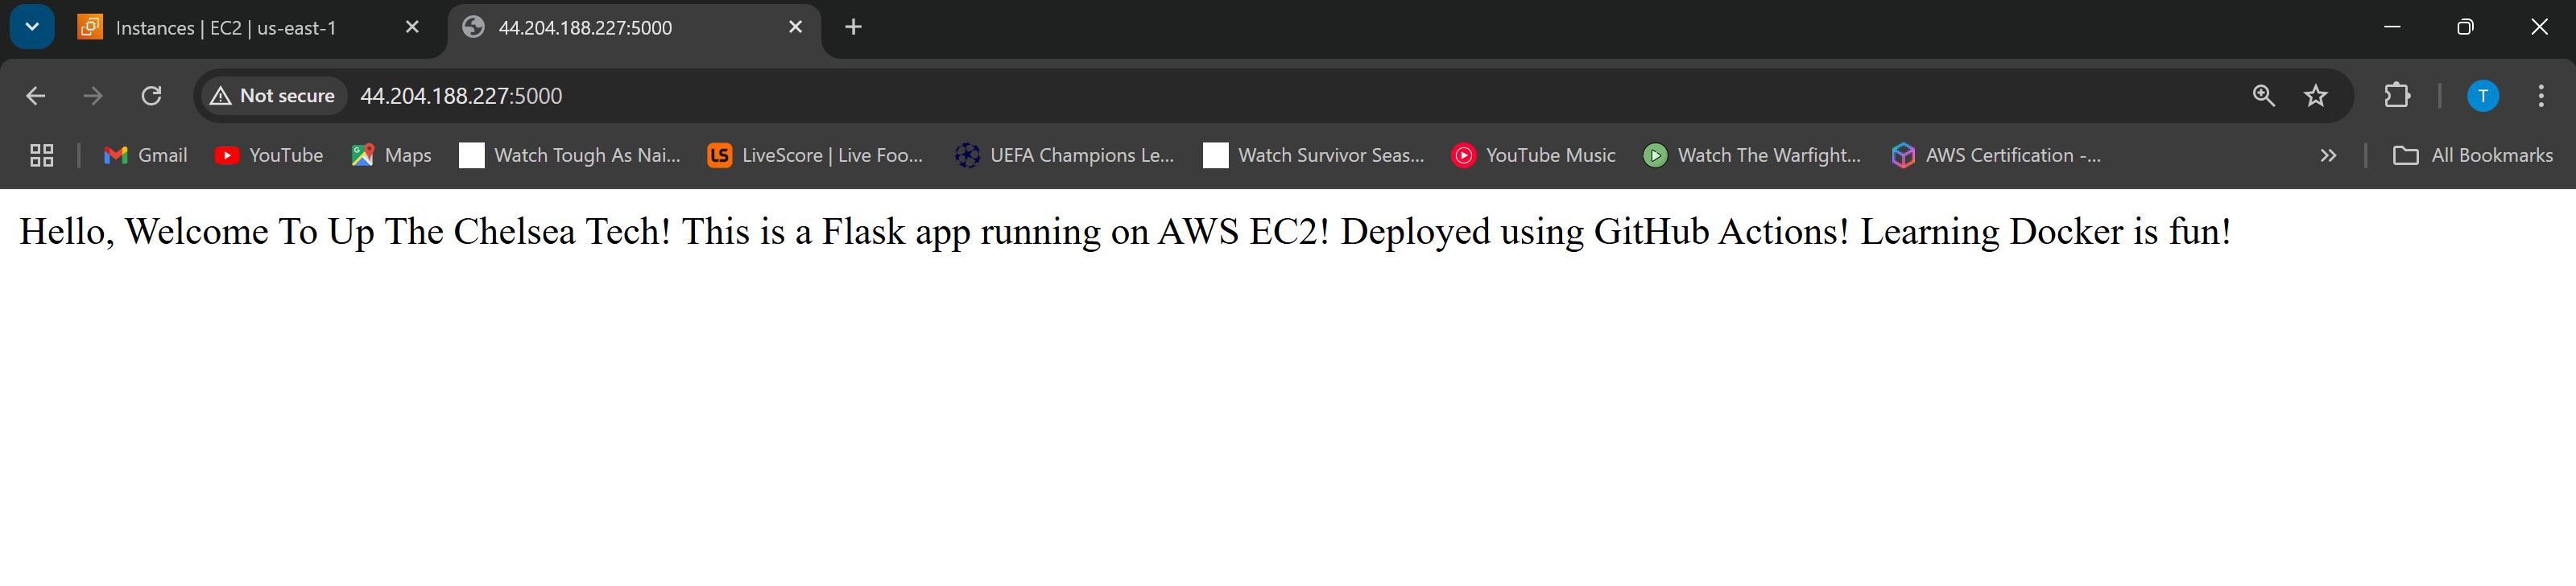 Instances | EC2 | us-east-1
44.204.188.227:5000
Not secure
44.204.188.227:5000
T
Gmail
YouTube
Maps
Watch Tough As Nai...
LS
LiveScore | Live Foo...
UEFA Champions Le...
Watch Survivor Seas...
YouTube Music
Watch The Warfight...
AWS Certification -...
All Bookmarks
Hello, Welcome To Up The Chelsea Tech! This is a Flask app running on AWS EC2! Deployed using GitHub Actions! Learning Docker is fun!